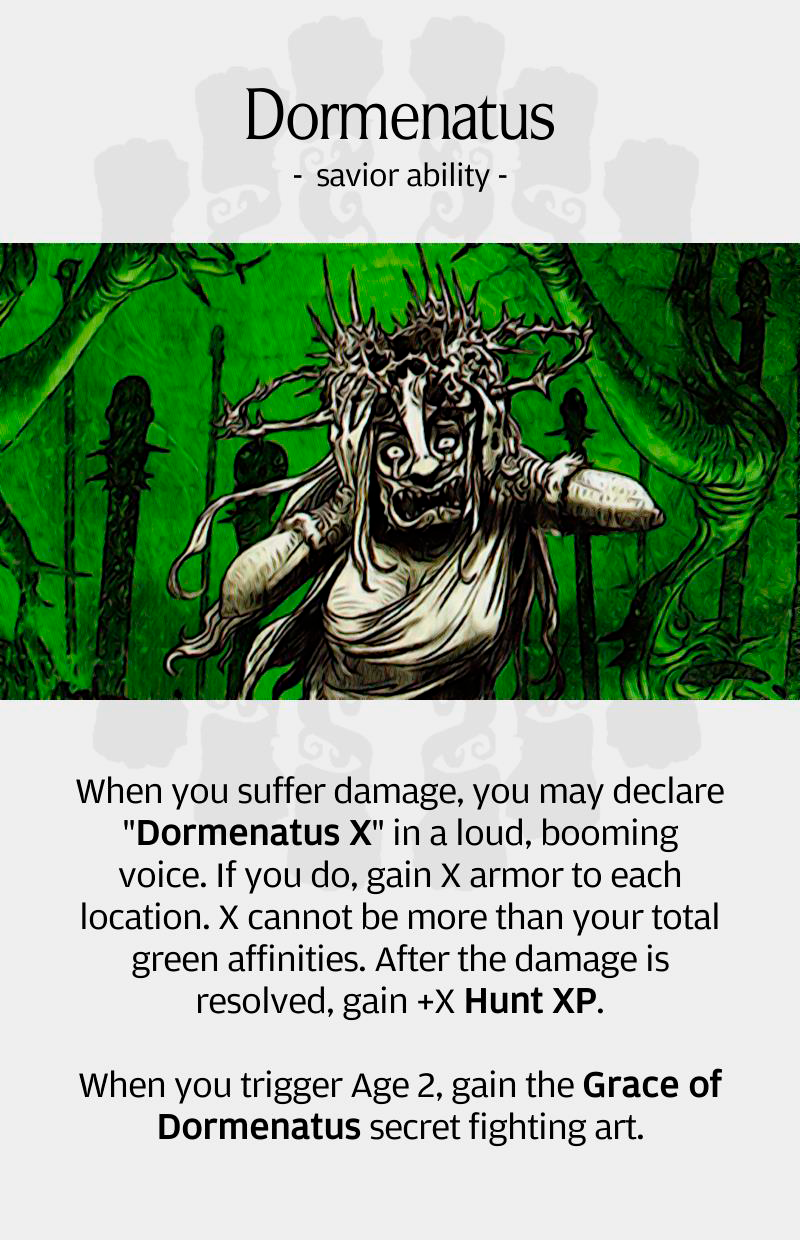 Dormenatus
- savior ability -
When you suffer damage, you may declare
"Dormenatus X" in a loud, booming
voice. If you do, gain X armor to each
location. X cannot be more than your total
green affinities. After the damage is
resolved, gain +X Hunt XP.
When you trigger Age 2, gain the Grace of
Dormenatus secret fighting art.